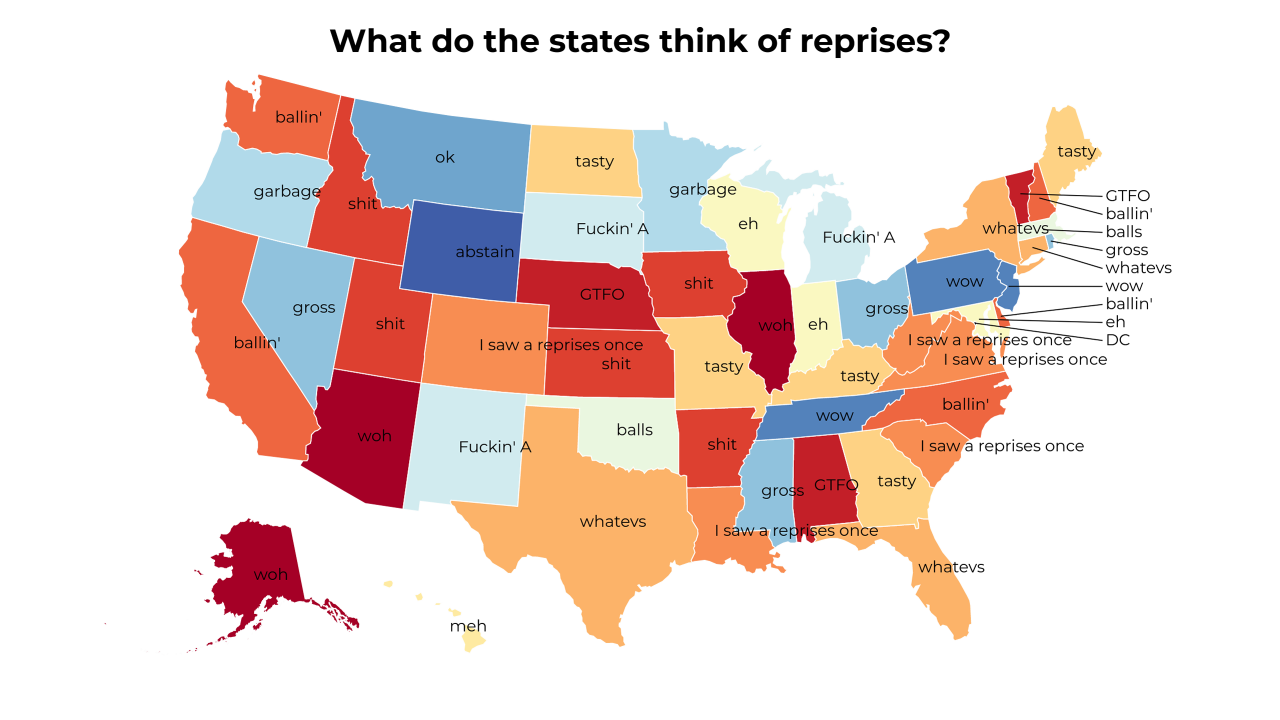 What do the states think of reprises?
ballin'
ok
tasty
garbage
tasty
garbage
shit
Fuckin' A
eh
Fuckin' A
whatevs
GTFO
ballin'
balls
gross
whatevs
wow
ballin'
eh
DC
abstain
GTFO
shit
wow
gross
shit
gross
woh
eh
ballin'
I saw a reprises once
shit
tasty
tasty
I saw a reprises once
I saw a reprises once
woh
Fuckin' A
balls
shit
wow
ballin'
I saw a reprises once
gross
GTFO
tasty
whatevs
I saw a reprises once
whatevs
woh
meh